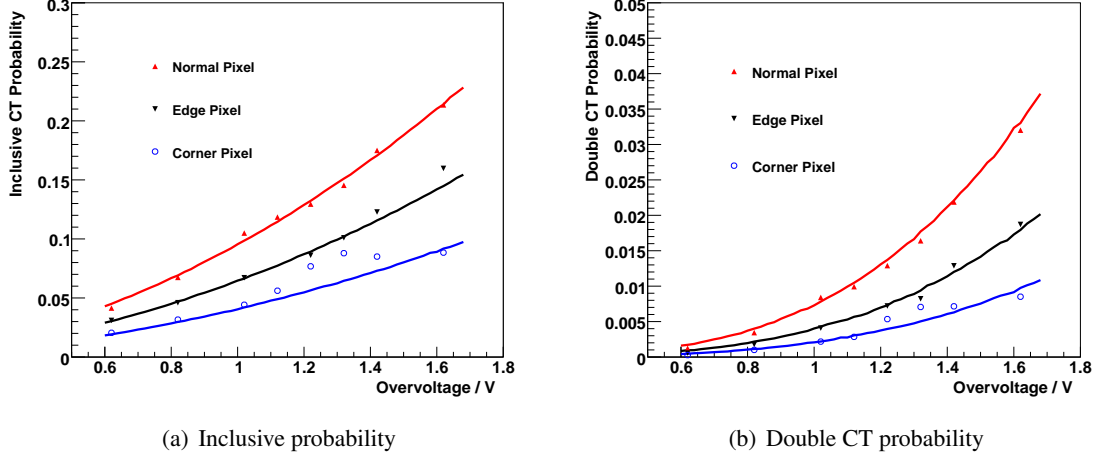 Inclusive CT Probability
0.3
0.25
0.2
0.15
0.1
0.05
0
Normal Pixel
Edge Pixel
Corner Pixel
0.6 0.8 1 1.2 1.4 1.6 1.8
Overvoltage / V
(a) Inclusive probability
Double CT Probability
0.05
0.045
0.04
0.035
0.03
0.025
0.02
0.015
0.01
0.005
0
Normal Pixel
Edge Pixel
Corner Pixel
0.6 0.8 1 1.2 1.4 1.6 1.8
Overvoltage / V
(b) Double CT probability